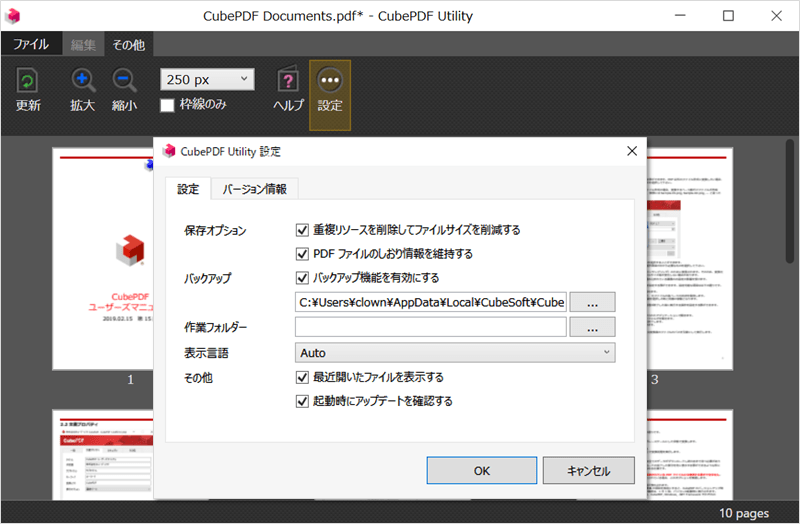 CubePDF Documents.pdf* - CubePDF Utility
ファイル 編集 その他
250 px
枠線のみ
更新 拡大 縮小 ヘルプ 設定
CubePDF Utility 設定
設定 バージョン情報
保存オプション 重複リソースを削除してファイルサイズを削減する
PDF ファイルのしおり情報を維持する
バックアップ バックアップ機能を有効にする
C:¥Users¥clown¥AppData¥Local¥CubeSoft¥Cube ...
作業フォルダー ...
表示言語 Auto
その他 最近開いたファイルを表示する
起動時にアップデートを確認する
OK キャンセル
CubePDF
ユーザーズマニュ
2019.02.15
1
3
CubePDF
10 pages